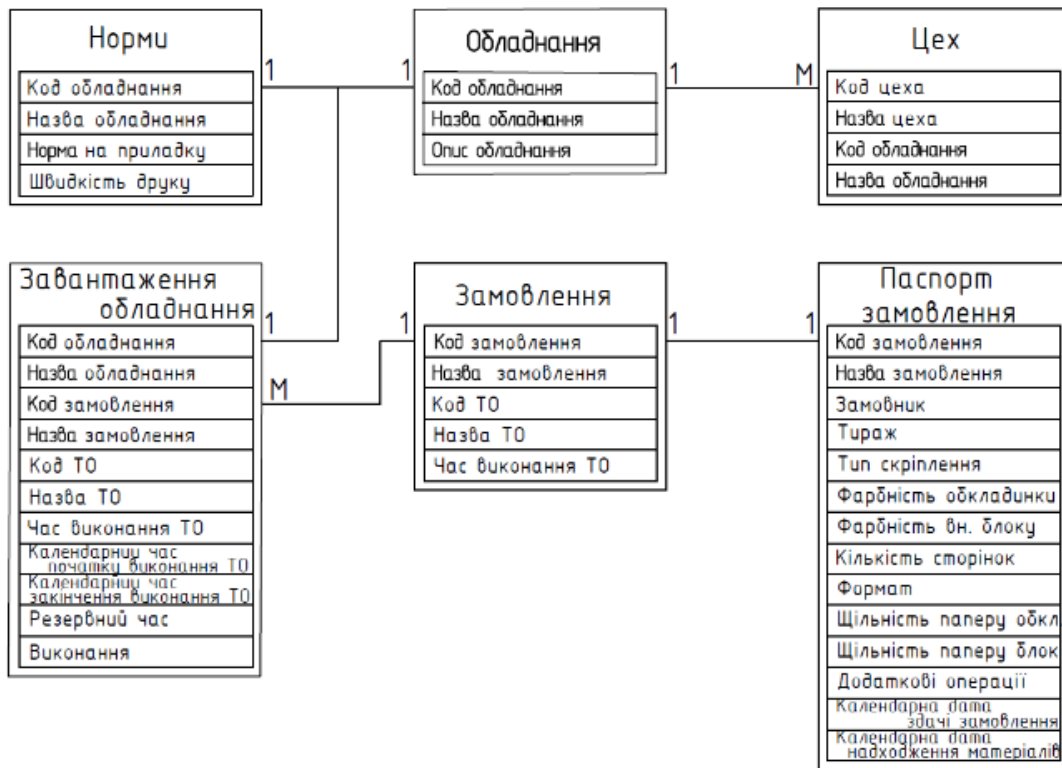 Норми
Код обладнання
Назва обладнання
Норма на приладку
Швидкість друку
1
1
Обладнання
Код обладнання
Назва обладнання
Опис обладнання
1
М
Цех
Код цеха
Назва цеха
Код обладнання
Назва обладнання
Завантаження
обладнання
Код обладнання
Назва обладнання
Код замовлення
Назва замовлення
Код ТО
Назва ТО
Час виконання ТО
Календарний час
початку виконання ТО
Календарний час
закінчення виконання ТО
Резервний час
Виконання
1
М
1
Замовлення
Код замовлення
Назва замовлення
Код ТО
Назва ТО
Час виконання ТО
1
1
Паспорт
замовлення
Код замовлення
Назва замовлення
Замовник
Тираж
Тип скріплення
Фарбність обкладинки
Фарбність вн. блоку
Кількість сторінок
Формат
Щільність паперу обкл
Щільність паперу блок
Додаткові операції
Календарна дата
здачі замовлення
Календарна дата
надходження матеріалів